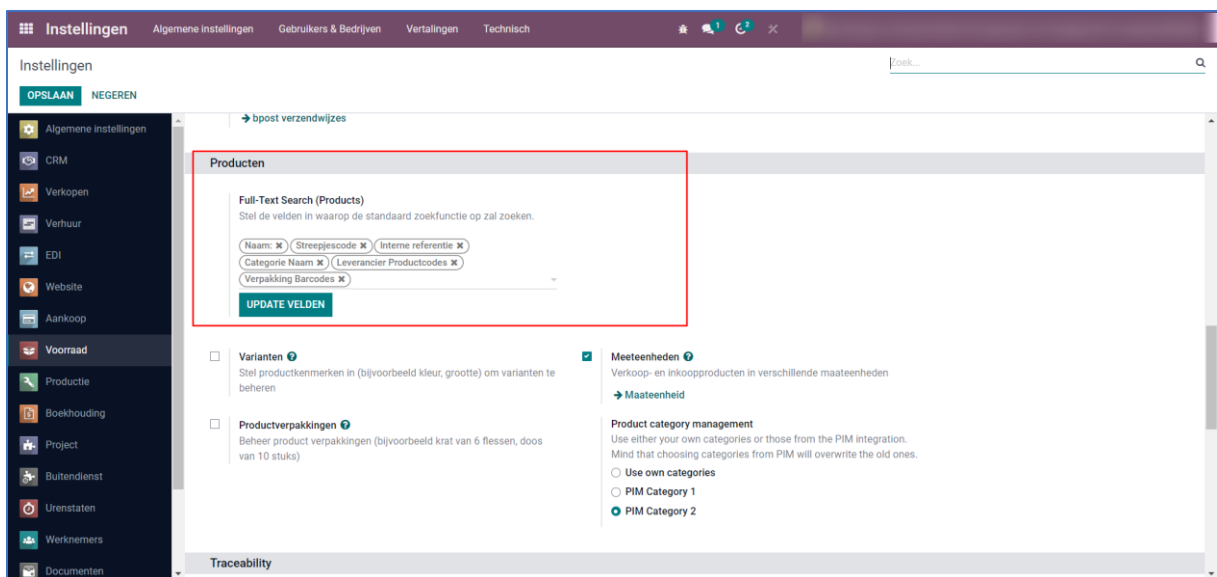 Instellingen Algemene instellingen Gebruikers & Bedrijven Vertalingen Technisch 1 2
Instellingen
Zoek...
OPSLAAN NEGEREN
Algemene instellingen
CRM
Verkopen
Verhuur
EDI
Website
Aankoop
Voorraad
Productie
Boekhouding
Project
Buitendienst
Urenstaten
Werknemers
Documenten
bpost verzendwijzes
Producten
Full-Text Search (Products)
Stel de velden in waarop de standaard zoekfunctie op zal zoeken.
Naam: Streepjescode Interne referentie
Categorie Naam Leverancier Productcodes
Verpakking Barcodes
UPDATE VELDEN
Varianten
Stel productkenmerken in (bijvoorbeeld kleur, grootte) om varianten te
beheren
Meeteenheden
Verkoop- en inkoopproducten in verschillende maateenheden
Maateenheid
Productverpakkingen
Beheer product verpakkingen (bijvoorbeeld krat van 6 flessen, doos
van 10 stuks)
Product category management
Use either your own categories or those from the PIM integration.
Mind that choosing categories from PIM will overwrite the old ones.
Use own categories
PIM Category 1
PIM Category 2
Traceability